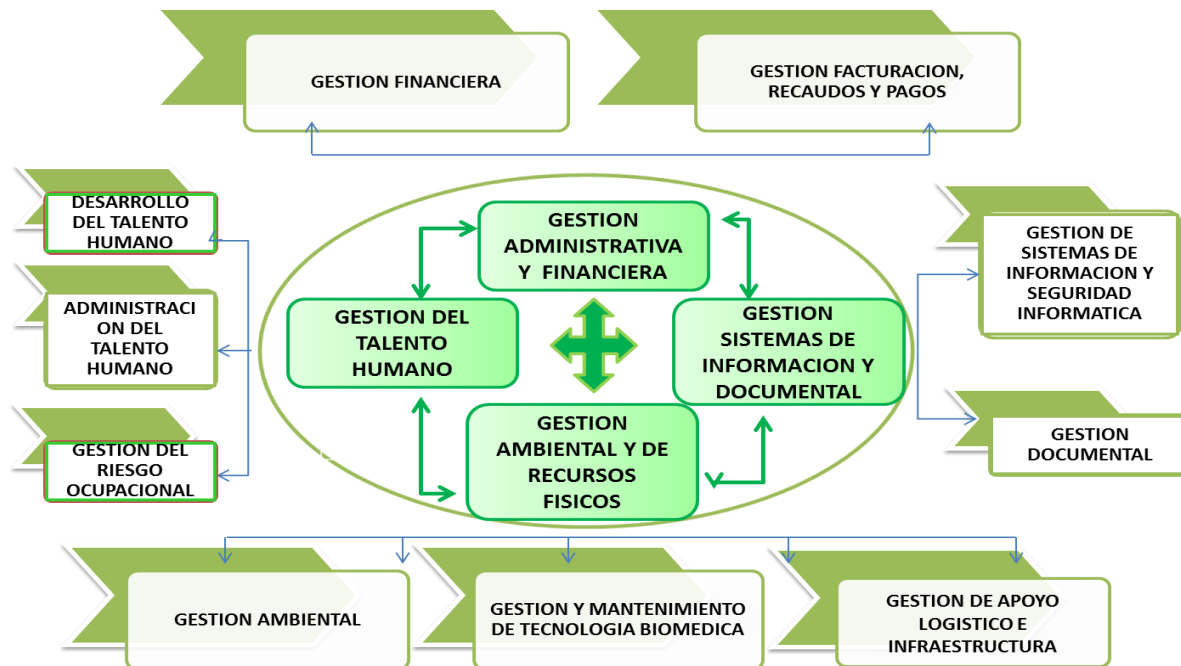 GESTION FINANCIERA
GESTION FACTURACION,
RECAUDOS Y PAGOS
DESARROLLO
DEL TALENTO
HUMANO
ADMINISTRACI
ON DEL
TALENTO
HUMANO
GESTION DEL
RIESGO
OCUPACIONAL
GESTION
ADMINISTRATIVA
Y FINANCIERA
GESTION DEL
TALENTO
HUMANO
GESTION
SISTEMAS DE
INFORMACION Y
DOCUMENTAL
GESTION
AMBIENTAL Y DE
RECURSOS
FISICOS
GESTION DE
SISTEMAS DE
INFORMACION Y
SEGURIDAD
INFORMATICA
GESTION
DOCUMENTAL
GESTION AMBIENTAL
GESTION Y MANTENIMIENTO
DE TECNOLOGIA BIOMEDICA
GESTION DE APOYO
LOGISTICO E
INFRAESTRUCTURA